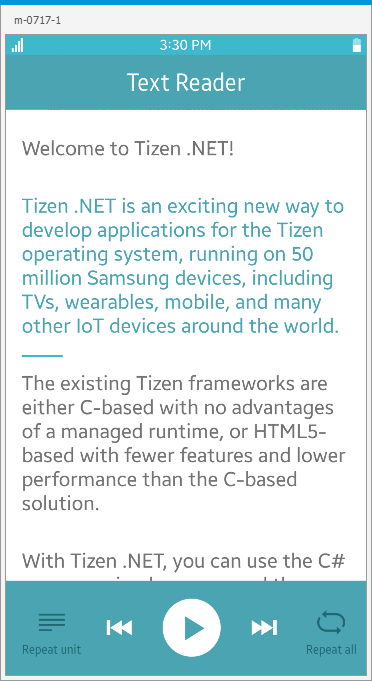 m-0717-1
3:30 PM
Text Reader
Welcome to Tizen .NET!
Tizen .NET is an exciting new way to
develop applications for the Tizen
operating system, running on 50
million Samsung devices, including
TVs, wearables, mobile, and many
other IoT devices around the world.
The existing Tizen frameworks are
either C-based with no advantages
of a managed runtime, or HTML5-
based with fewer features and lower
performance than the C-based
solution.
With Tizen .NET, you can use the C#
Repeat unit
Repeat all